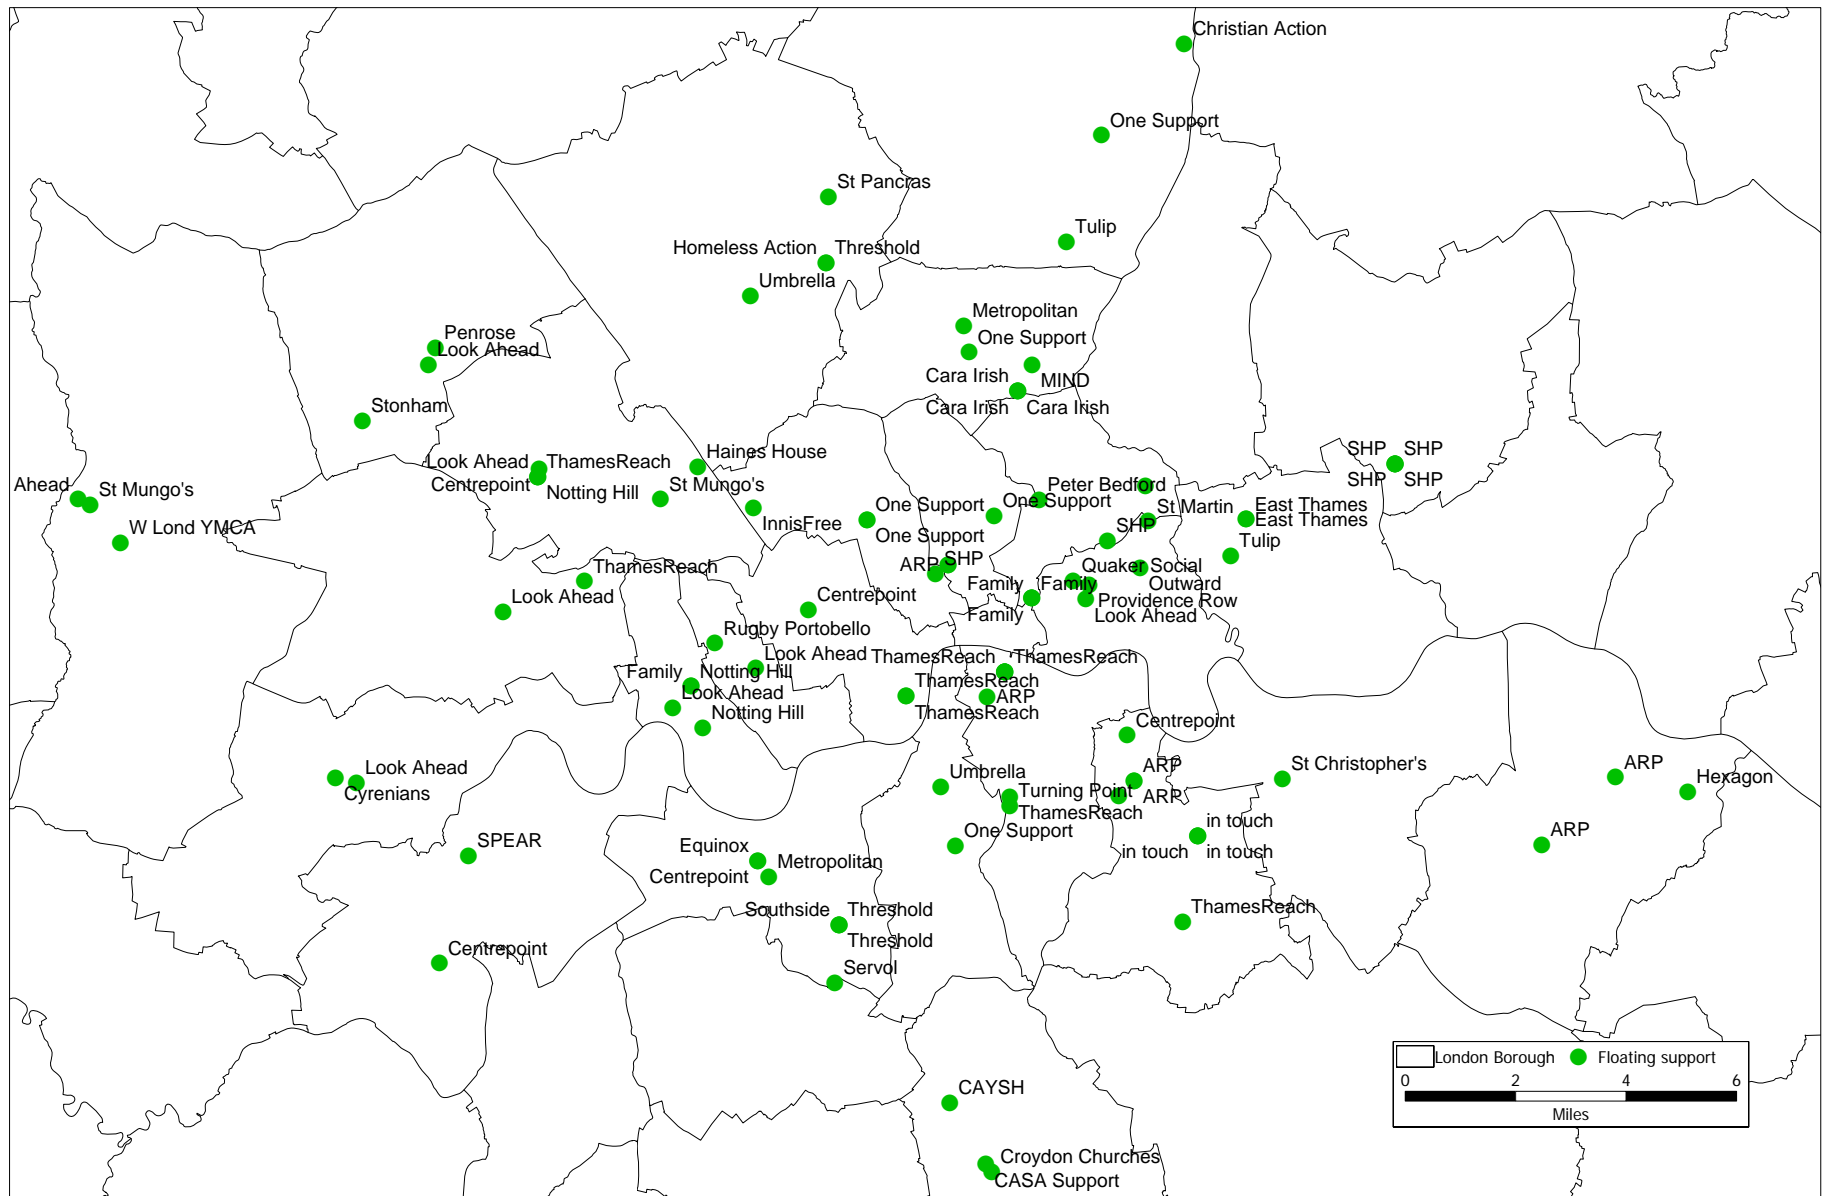 Christian Action
One Support
St Pancras
Tulip
Homeless Action
Threshold
Umbrella
Metropolitan
Penrose
One Support
Look Ahead
Cara Irish
MIND
Stonham
Cara Irish
Cara Irish
SHP
SHP
Haines House
Look Ahead
ThamesReach
SHP
SHP
Centrepoint
Notting Hill
St Mungo's
Ahead
St Mungo's
Peter Bedford
One Support
One Support
St Martin
East Thames
East Thames
W Lond YMCA
InnisFree
One Support
SHP
Tulip
ARP
SHP
ThamesReach
Quaker Social
Family
Family
Outward
Look Ahead
Centrepoint
Providence Row
Family
Look Ahead
Rugby Portobello
Look Ahead
ThamesReach
ThamesReach
Family
Notting Hill
ThamesReach
Look Ahead
ARP
Notting Hill
ThamesReach
Centrepoint
Look Ahead
Cyrenians
ARP
St Christopher's
ARP
Hexagon
Umbrella
Turning Point
ARP
ThamesReach
in touch
One Support
ARP
SPEAR
Equinox
Metropolitan
in touch
in touch
Centrepoint
Southside
Threshold
ThamesReach
Threshold
Centrepoint
Servol
London Borough
Floating support
0 2 4 6
Miles
CAYSH
Croydon Churches
CASA Support